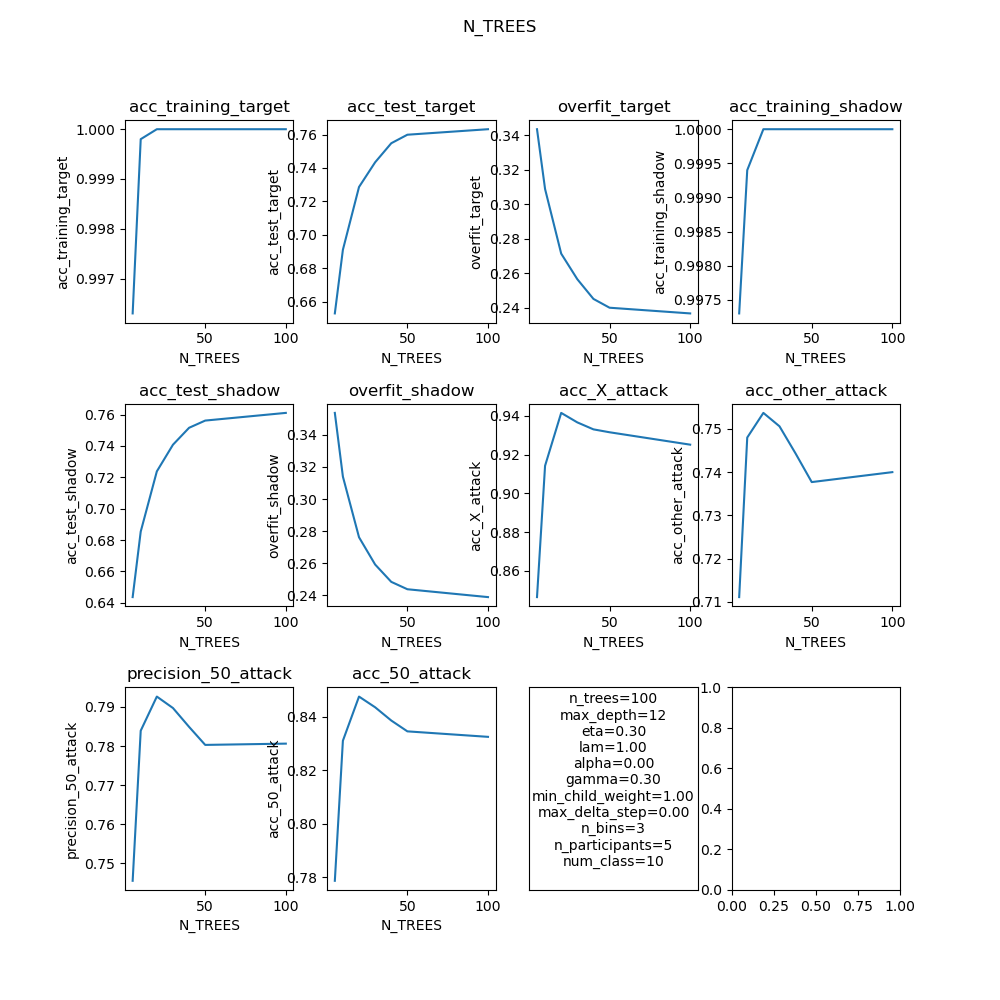 N_TREES
acc_training_target
acc_training_target
1.000
0.999
0.998
0.997
50
100
N_TREES
acc_test_target
acc_test_target
0.76
0.74
0.72
0.70
0.68
0.66
50
100
N_TREES
overfit_target
overfit_target
0.34
0.32
0.30
0.28
0.26
0.24
50
100
N_TREES
acc_training_shadow
acc_training_shadow
1.0000
0.9995
0.9990
0.9985
0.9980
0.9975
50
100
N_TREES
acc_test_shadow
acc_test_shadow
0.76
0.74
0.72
0.70
0.68
0.66
0.64
50
100
N_TREES
overfit_shadow
overfit_shadow
0.34
0.32
0.30
0.28
0.26
0.24
50
100
N_TREES
acc_X_attack
acc_X_attack
0.94
0.92
0.90
0.88
0.86
50
100
N_TREES
acc_other_attack
acc_other_attack
0.75
0.74
0.73
0.72
0.71
50
100
N_TREES
precision_50_attack
precision_50_attack
0.79
0.78
0.77
0.76
0.75
50
100
N_TREES
acc_50_attack
acc_50_attack
0.84
0.82
0.80
0.78
50
100
N_TREES
n_trees=100
max_depth=12
eta=0.30
lam=1.00
alpha=0.00
gamma=0.30
min_child_weight=1.00
max_delta_step=0.00
n_bins=3
n_participants=5
num_class=10
1.0
0.8
0.6
0.4
0.2
0.0
0.00
0.25
0.50
0.75
1.00